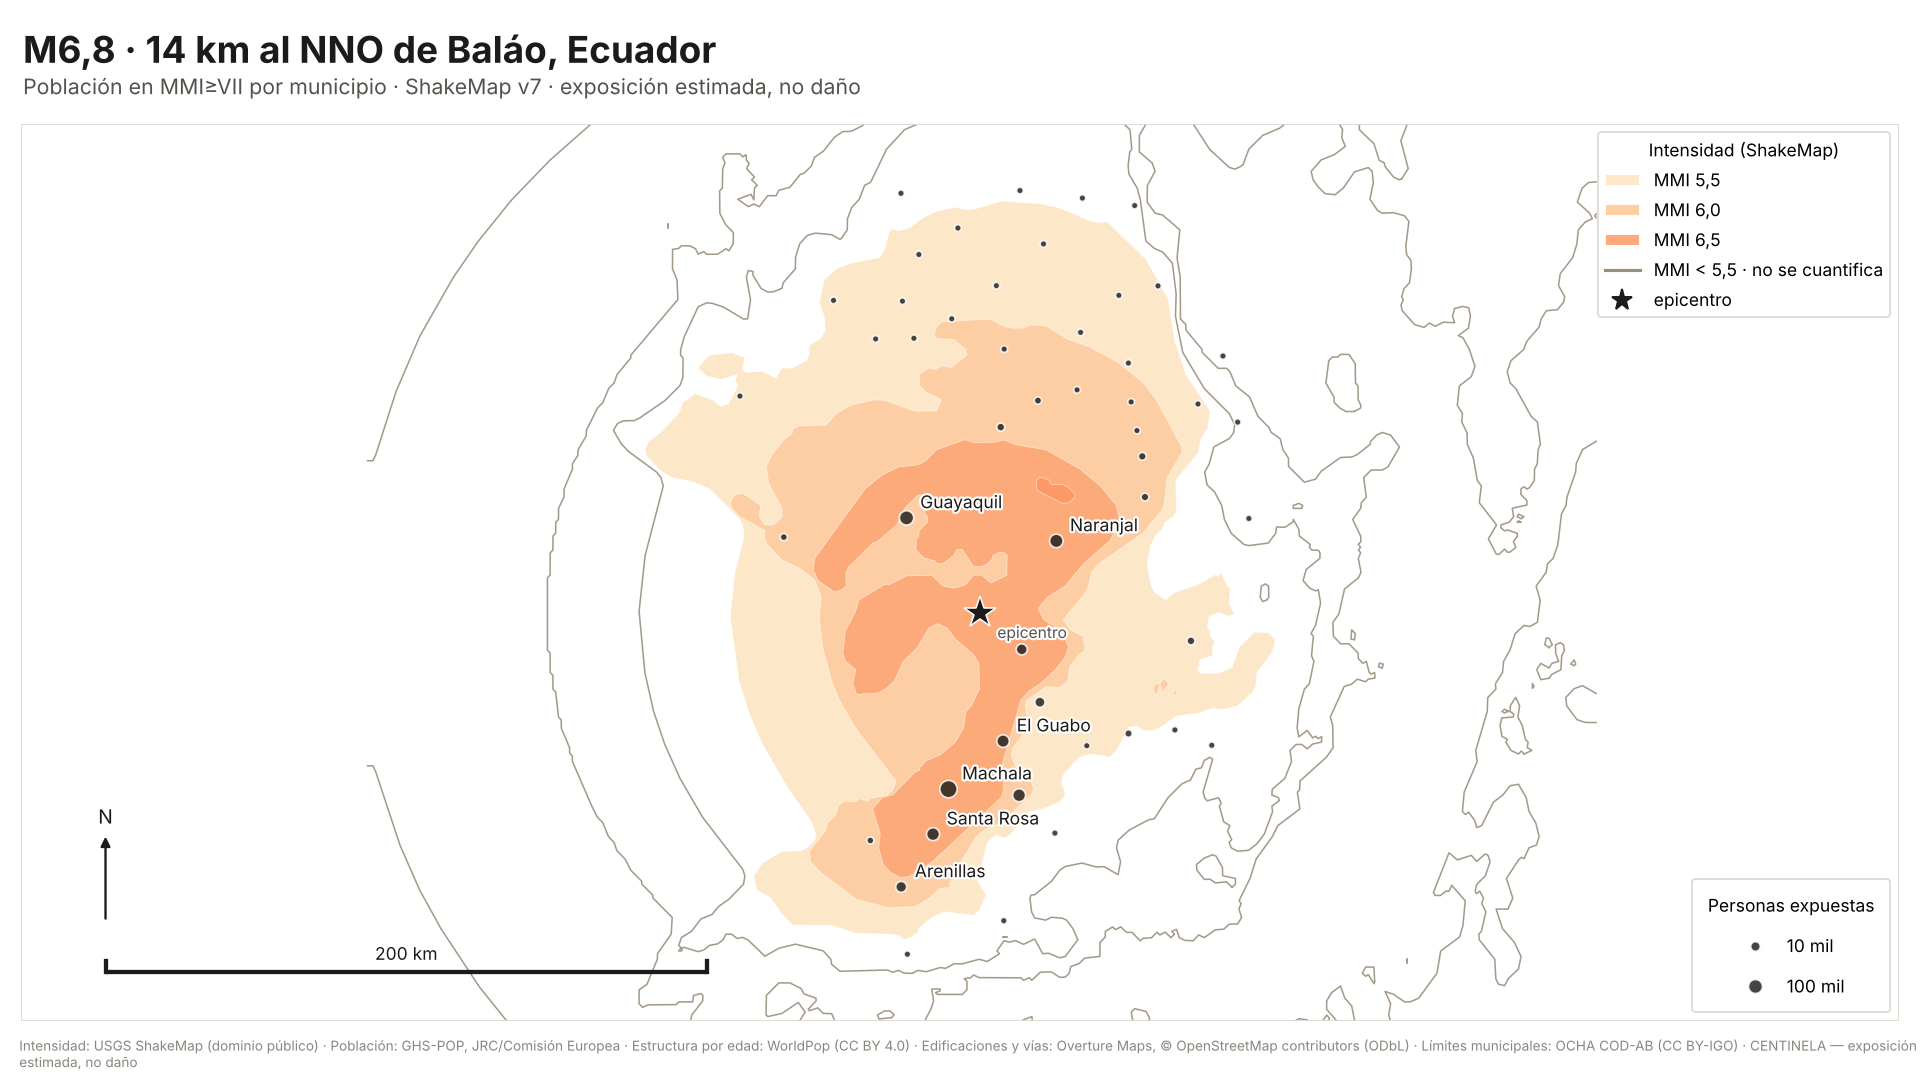 M6,8 · 14 km al NNO de Baláo, Ecuador
Población en MMI≥VII por municipio · ShakeMap v7 · exposición estimada, no daño
Intensidad (ShakeMap)
MMI 5,5
MMI 6,0
MMI 6,5
MMI < 5,5 · no se cuantifica
epicentro
Guayaquil
Naranjal
epicentro
El Guabo
Machala
Santa Rosa
Arenillas
N
200 km
Personas expuestas
10 mil
100 mil
Intensidad: USGS ShakeMap (dominio público) · Población: GHS-POP, JRC/Comisión Europea · Estructura por edad: WorldPop (CC BY 4.0) · Edificaciones y vías: Overture Maps, © OpenStreetMap contributors (ODbL) · Límites municipales: OCHA COD-AB (CC BY-IGO) · CENTINELA — exposición
estimada, no daño